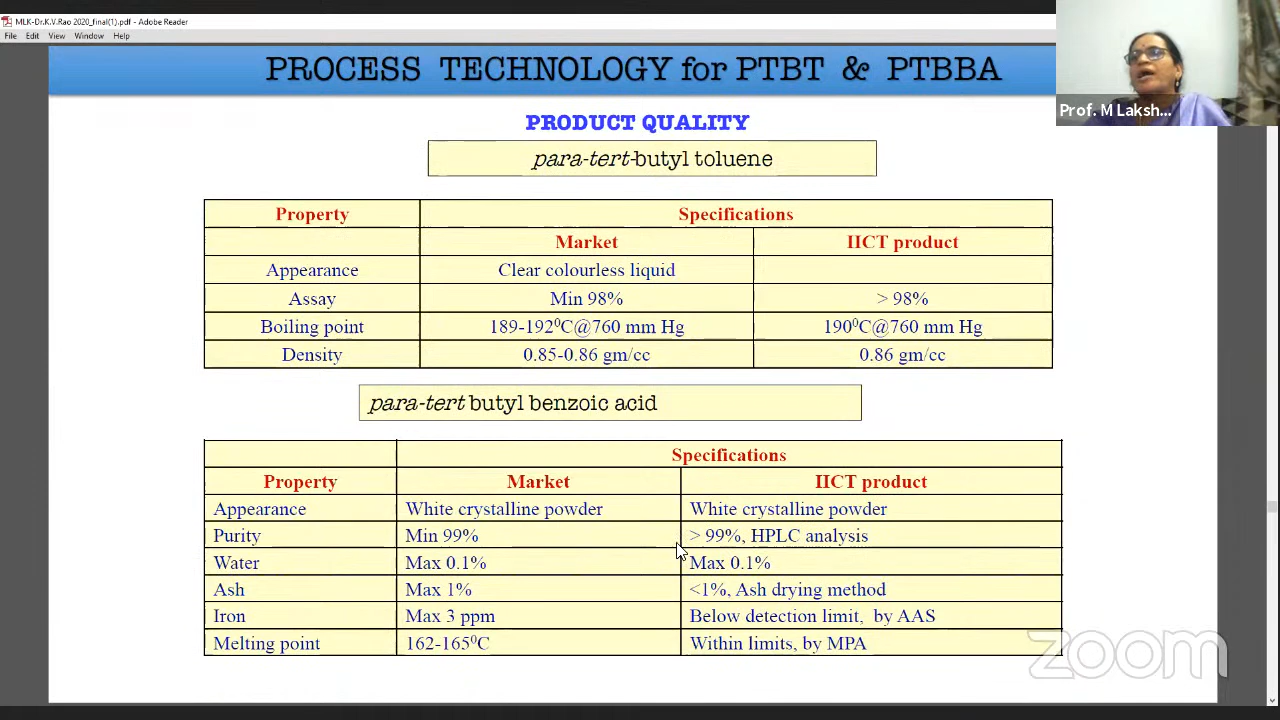 MLK-Dr.K.V.Rao 2020_final(1).pdf - Adobe Reader
File Edit View Window Help
PROCESS TECHNOLOGY for PTBT & PTBBA
Prof. M Laksh...
PRODUCT QUALITY
para-tert-butyl toluene
Property Specifications
Market IICT product
Appearance Clear colourless liquid
Assay Min 98% > 98%
Boiling point 189-192⁰C@760 mm Hg 190⁰C@760 mm Hg
Density 0.85-0.86 gm/cc 0.86 gm/cc
para-tert butyl benzoic acid
Specifications
Property Market IICT product
Appearance White crystalline powder White crystalline powder
Purity Min 99% > 99%, HPLC analysis
Water Max 0.1% Max 0.1%
Ash Max 1% <1%, Ash drying method
Iron Max 3 ppm Below detection limit, by AAS
Melting point 162-165⁰C Within limits, by MPA
zoom